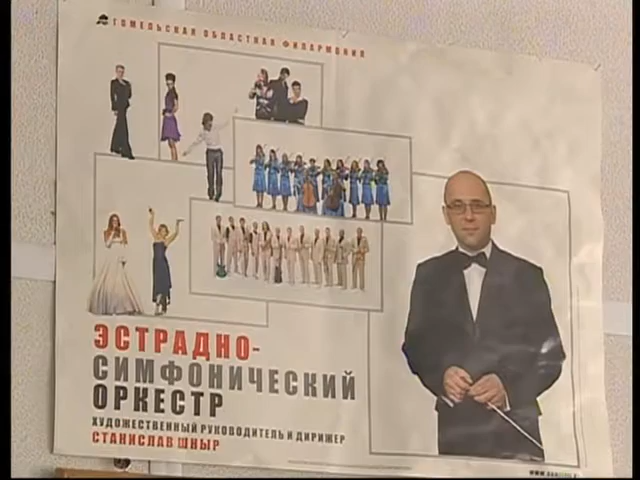 ГОМЕЛЬСКАЯ ОБЛАСТНАЯ ФИЛАРМОНИЯ
ЭСТРАДНО-
СИМФОНИЧЕСКИЙ
ОРКЕСТР
ХУДОЖЕСТВЕННЫЙ РУКОВОДИТЕЛЬ И ДИРИЖЕР
СТАНИСЛАВ ШНЫР